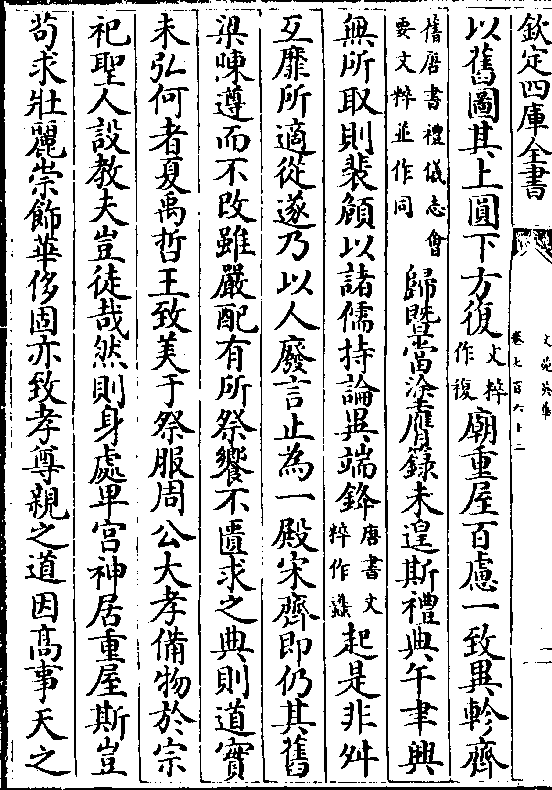 欽定四庫全書
文苑英華
卷七百六十二
以舊圖其上圓下方復文粹作複廟重屋百慮一致異軫齊
舊唐書禮儀志會要文粹並作同歸暨當塗膺籙未遑斯禮典午聿興
無所取則裴頠以諸儒持論異端鋒唐書文粹作蠭起是非舛
互靡所適從遂乃以人廢言止為一殿宋齊即仍其舊
梁陳遵而不改雖嚴配有所祭饗不匱求之典則道實
未弘何者夏禹哲王致美于祭服周公大孝備物於宗
祀聖人設教夫豈徒哉然則身處卑宮神居重屋斯豈
苟求壯麗崇飾華侈固亦致孝尊親之道因高事天之